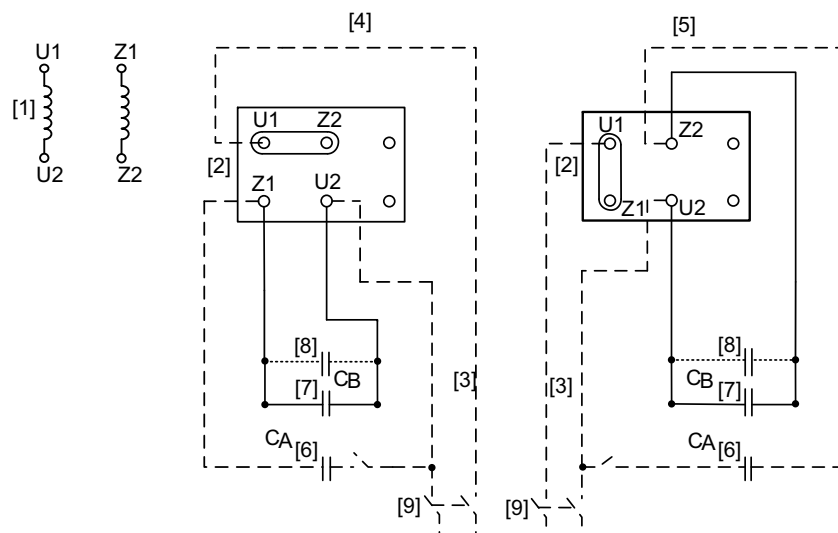 [4] [5]
U1 Z1
[1]
U2 Z2
U1 Z2
[2]
Z1 U2
U1 Z2
[2]
Z1 U2
[8]
CB
[7]
[3]
CA
[6]
[9]
[8]
CB
[7]
[3]
CA
[6]
[9]